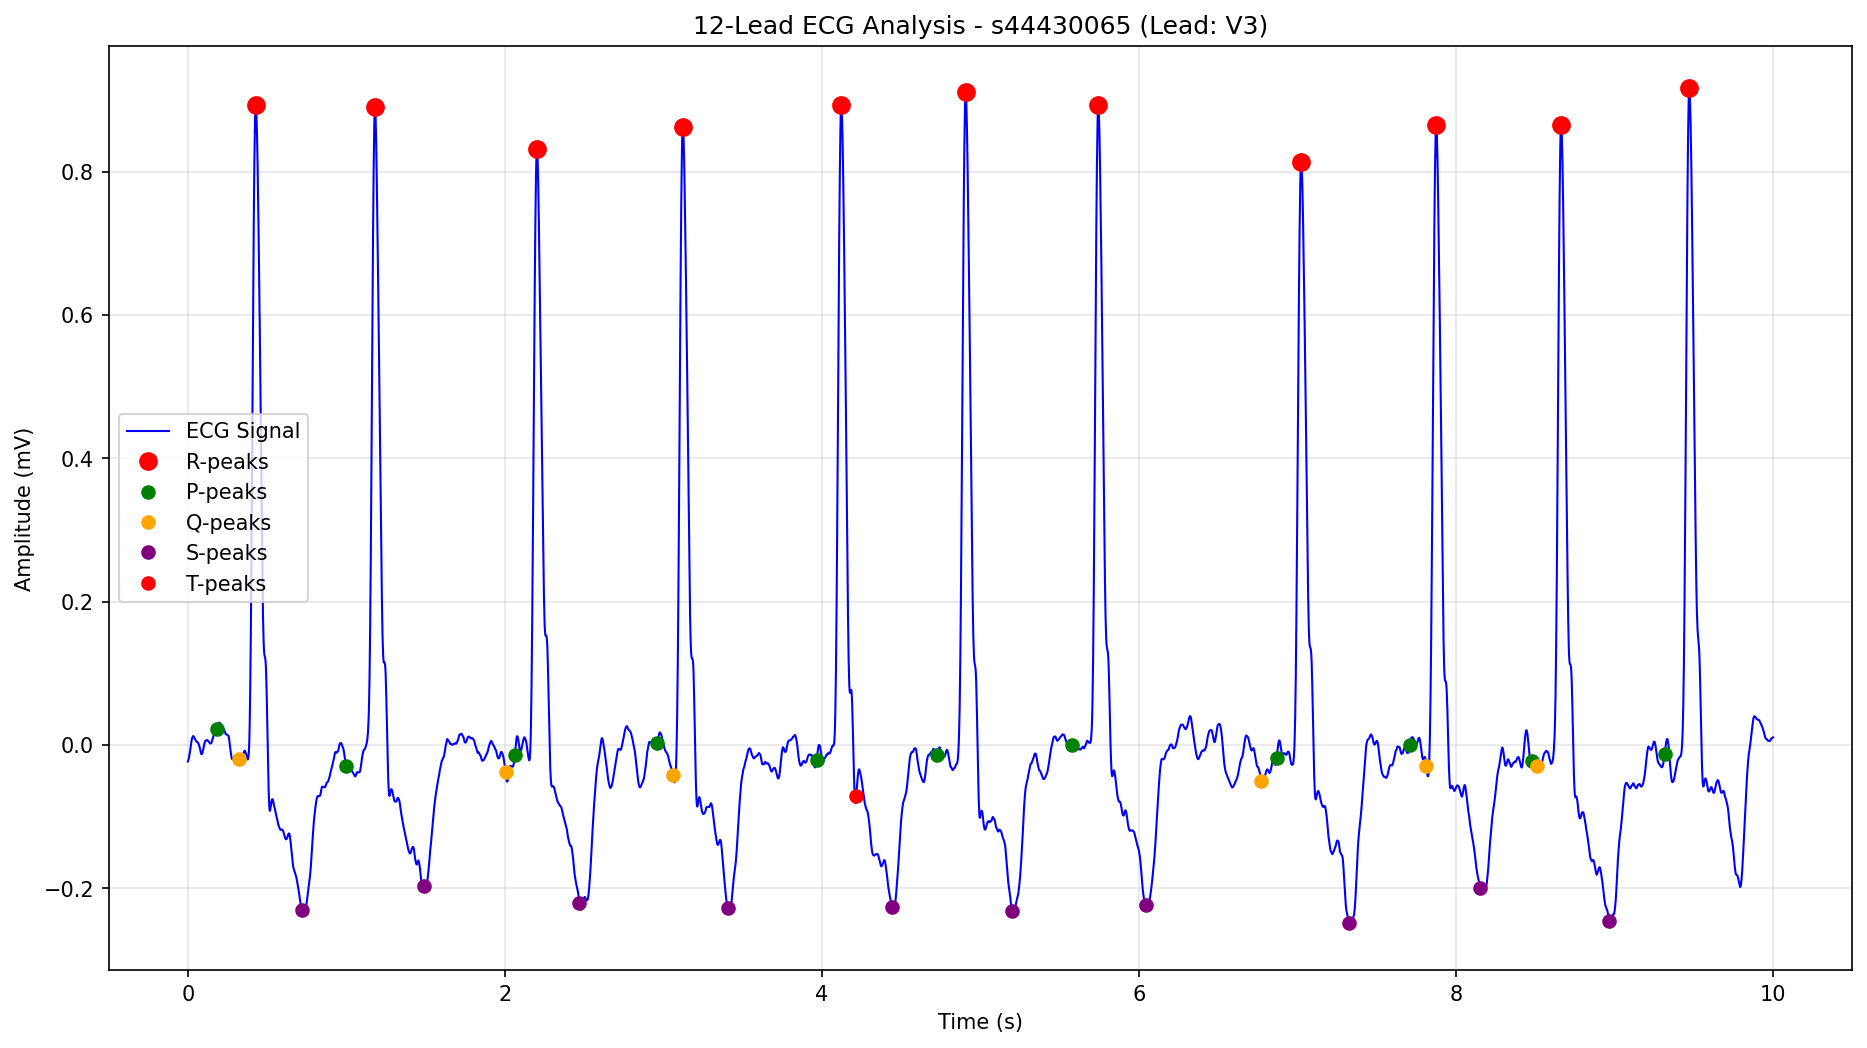 12-Lead ECG Analysis - s44430065 (Lead: V3)
Amplitude (mV)
0.8
0.6
0.4
0.2
0.0
−0.2
ECG Signal
R-peaks
P-peaks
Q-peaks
S-peaks
T-peaks
0 2 4 6 8 10
Time (s)